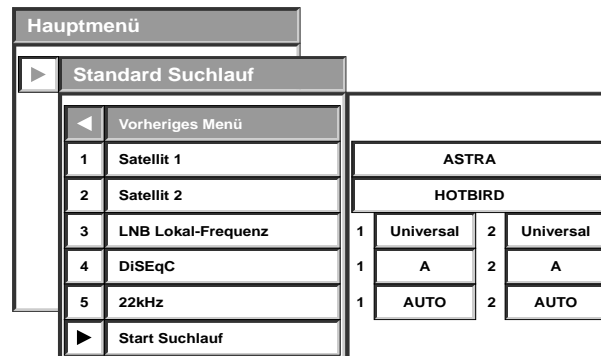 Hauptmenü
Standard Suchlauf
Vorheriges Menü
1 Satellit 1 ASTRA
2 Satellit 2 HOTBIRD
3 LNB Lokal-Frequenz 1 Universal 2 Universal
4 DiSEqC 1 A 2 A
5 22kHz 1 AUTO 2 AUTO
Start Suchlauf